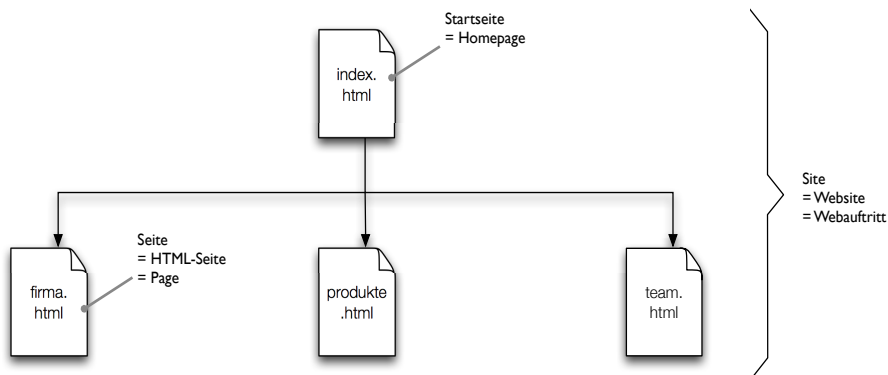 Startseite
= Homepage
index.
html
Site
= Website
= Webauftritt
Seite
= HTML-Seite
= Page
firma.
html
produkte
.html
team.
html